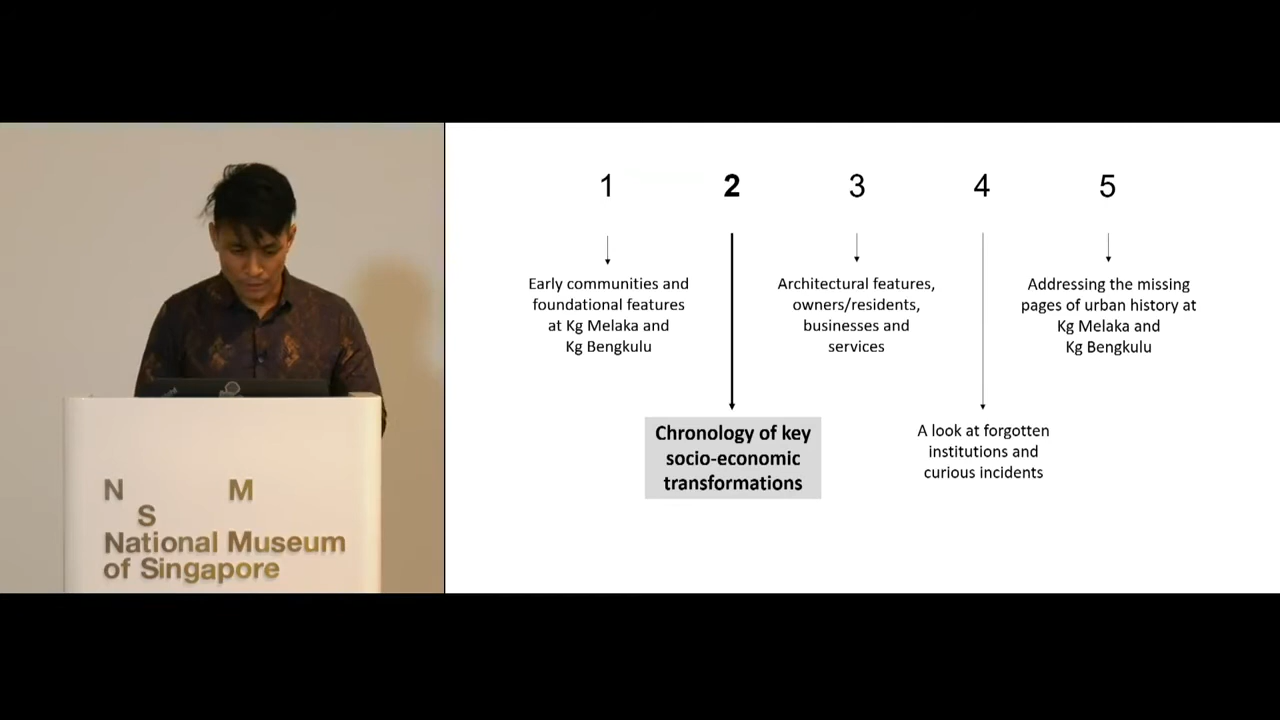 1
2
3
4
5
Early communities and
foundational features
at Kg Melaka and
Kg Bengkulu
Chronology of key
socio-economic
transformations
Architectural features,
owners/residents,
businesses and
services
A look at forgotten
institutions and
curious incidents
Addressing the missing
pages of urban history at
Kg Melaka and
Kg Bengkulu
N M
S
National Museum
of Singapore